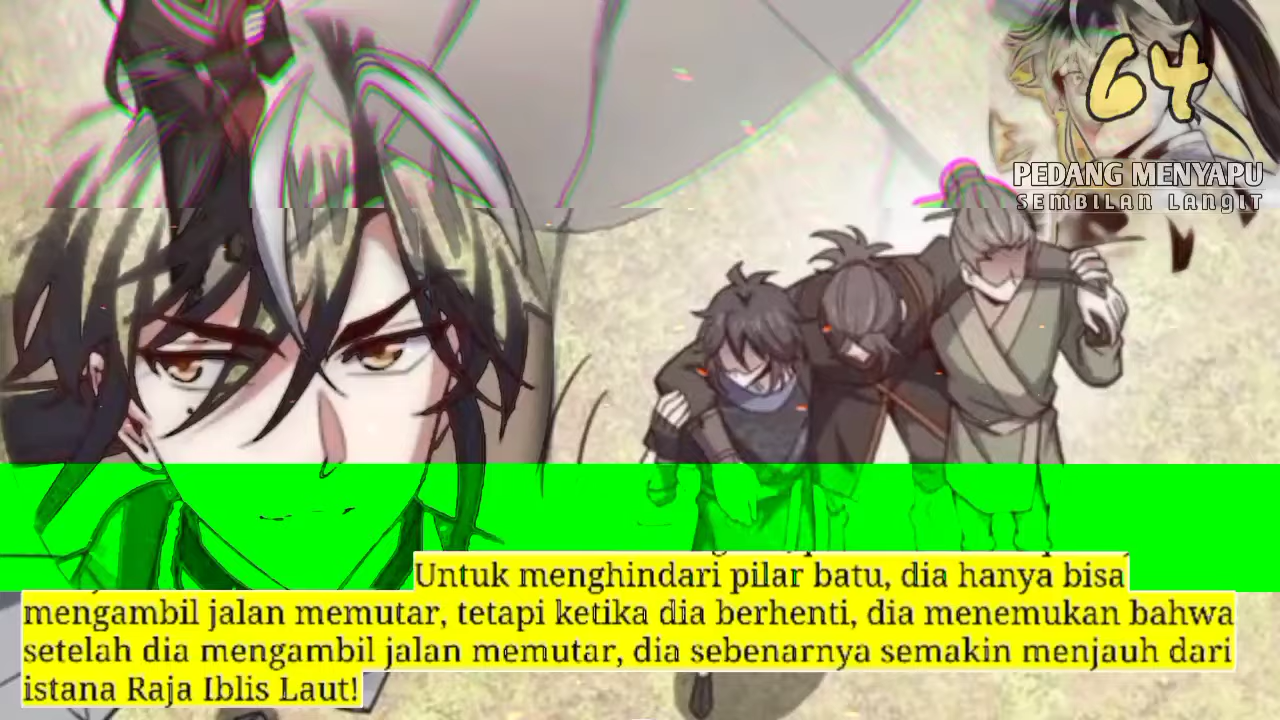 64
PEDANG MENYAPU
SEMBILAN LANGIT
Untuk menghindari pilar batu, dia hanya bisa
mengambil jalan memutar, tetapi ketika dia berhenti, dia menemukan bahwa
setelah dia mengambil jalan memutar, dia sebenarnya semakin menjauh dari
istana Raja Iblis Laut!